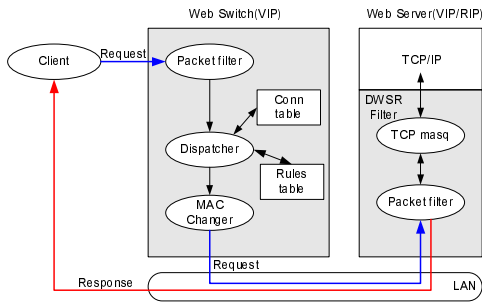 Web Switch(VIP)
Web Server(VIP/RIP)
Request
Client
Packet filter
TCP/IP
Conn
table
DWSR
Filter
TCP masq
Dispatcher
Rules
table
MAC
Changer
Packet filter
Request
Response
LAN